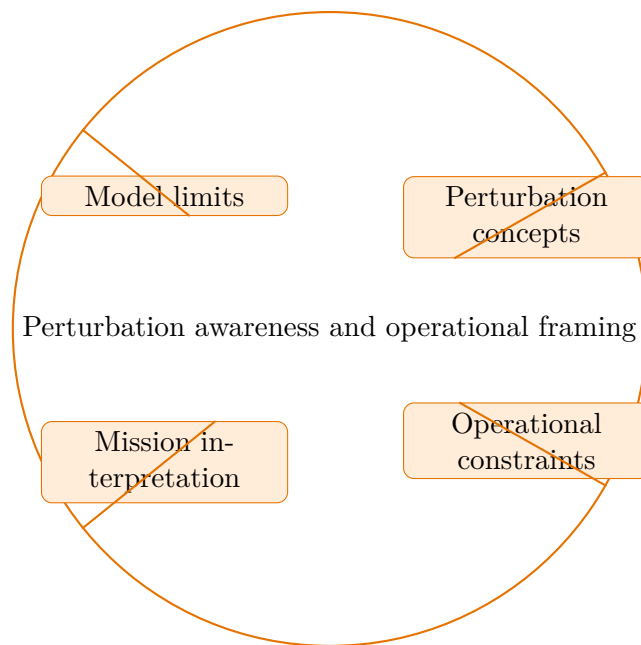 Model limits
Perturbation
concepts
Perturbation awareness and operational framing
Mission in-
terpretation
Operational
constraints